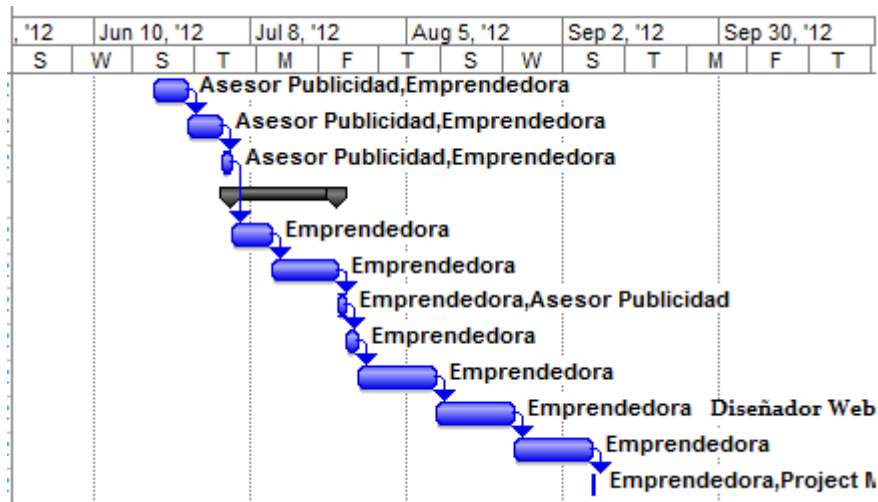 , '12 Jun 10, '12 Jul 8, '12 Aug 5, '12 Sep 2, '12 Sep 30, '12
S W S T M F T S W S T M F T
Asesor Publicidad,Emprendedora
Asesor Publicidad,Emprendedora
Asesor Publicidad,Emprendedora
Emprendedora
Emprendedora
Emprendedora,Asesor Publicidad
Emprendedora
Emprendedora
Emprendedora Diseñador Web
Emprendedora
Emprendedora,Project